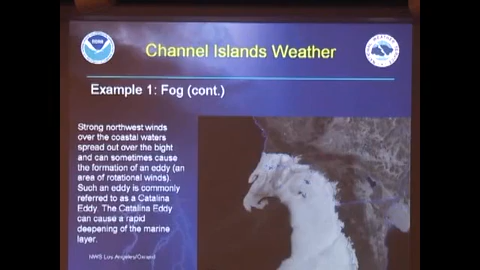 Channel Islands Weather
Example 1: Fog (cont.)
Strong northwest winds
over the coastal waters
spread out over the bight
and can sometimes cause
the formation of an eddy (an
area of rotational winds).
Such an eddy is commonly
referred to as a Catalina
Eddy. The Catalina Eddy
can cause a rapid
deepening of the marine
layer.
NWS Los Angeles/Oxnard